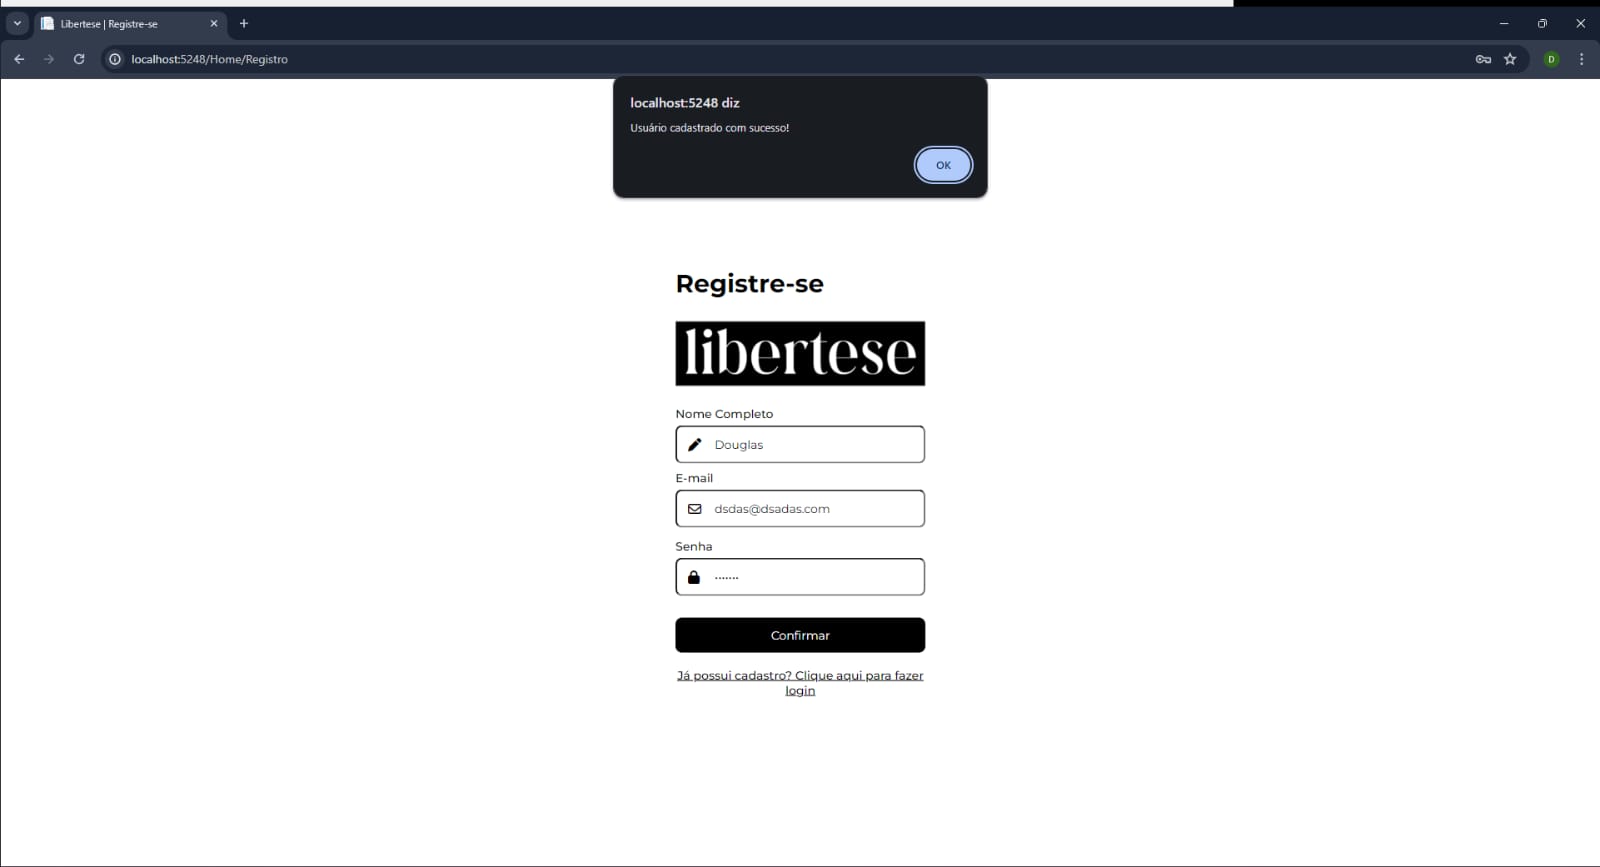 Libertese | Registre-se
localhost:5248/Home/Registro
D
localhost:5248 diz
Usuário cadastrado com sucesso!
OK
Registre-se
libertese
Nome Completo
Douglas
E-mail
dsdas@dsadas.com
Senha
·······
Confirmar
Já possui cadastro? Clique aqui para fazer
login